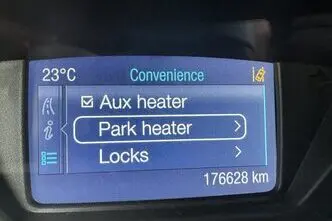 23°C Convenience
Aux heater
Park heater
Locks
176628 km